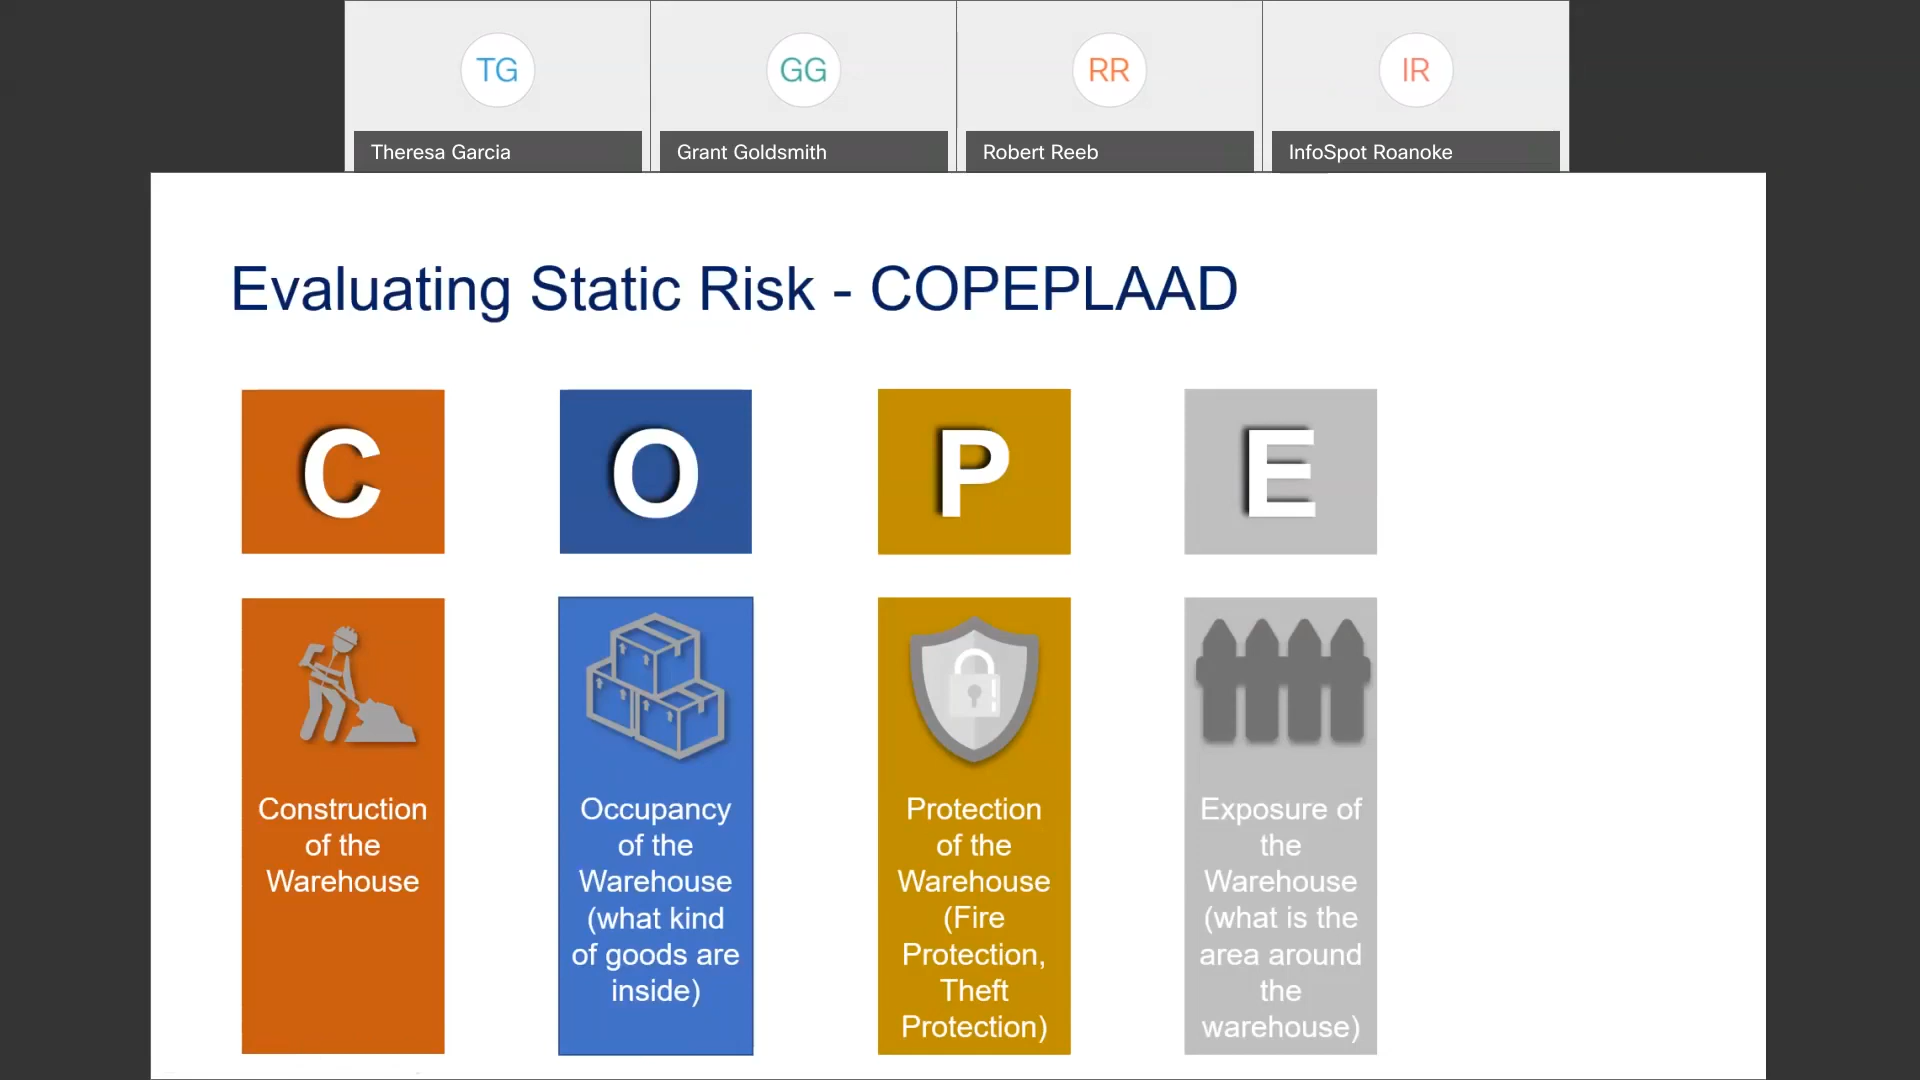 TG
GG
RR
IR
Theresa Garcia
Grant Goldsmith
Robert Reeb
InfoSpot Roanoke
Evaluating Static Risk - COPEPLAAD
C
O
P
E
Construction
of the
Warehouse
Occupancy
of the
Warehouse
(what kind
of goods are
inside)
Protection
of the
Warehouse
(Fire
Protection,
Theft
Protection)
Exposure of
the
Warehouse
(what is the
area around
the
warehouse)